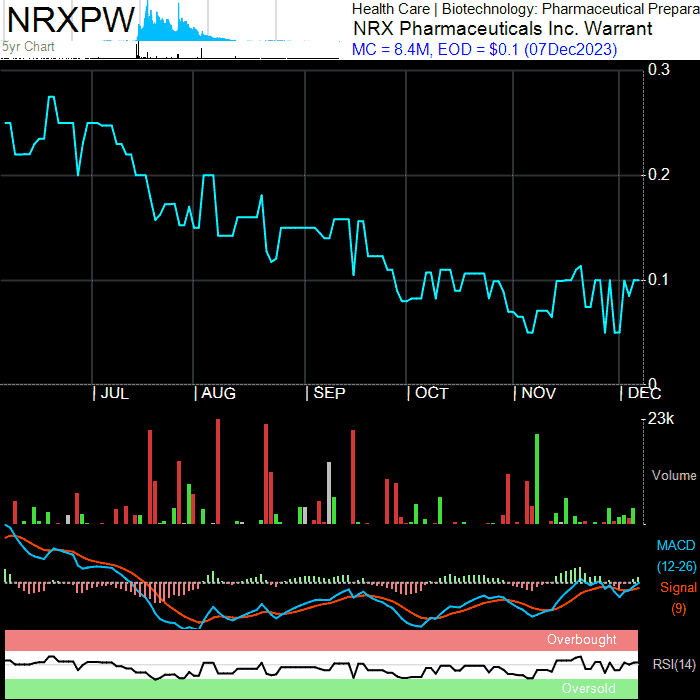 NRXPW
5yr Chart
Health Care | Biotechnology: Pharmaceutical Prepara
NRX Pharmaceuticals Inc. Warrant
MC = 8.4M, EOD = $0.1 (07Dec2023)
0.3
0.2
0.1
0
JUL
AUG
SEP
OCT
NOV
DEC
23k
Volume
MACD
(12-26)
Signal
(9)
Overbought
RSI(14)
Oversold